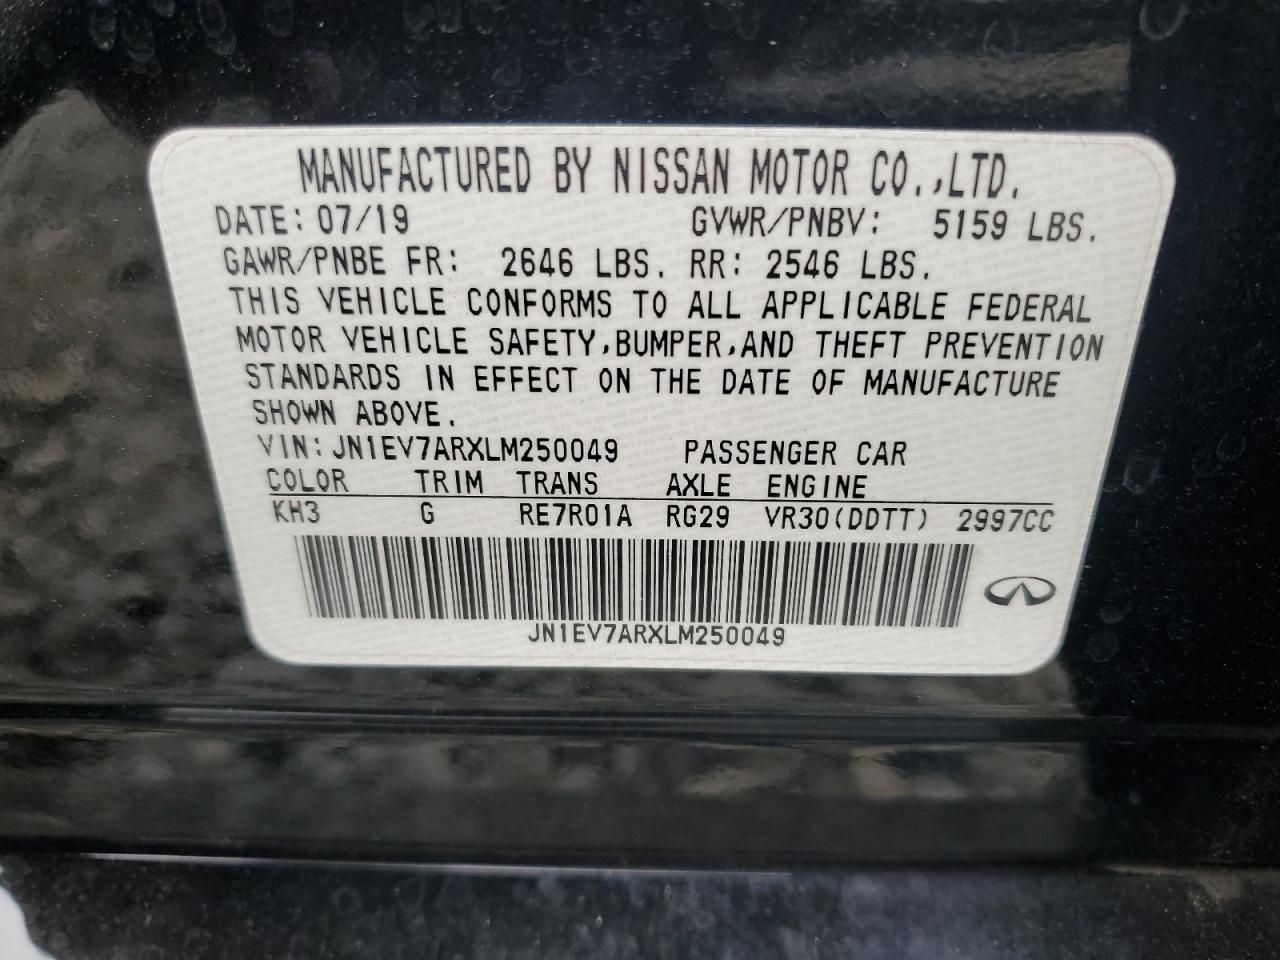 MANUFACTURED BY NISSAN MOTOR CO.,LTD.
DATE: 07/19 GVWR/PNBV: 5159 LBS.
GAWR/PNBE FR: 2646 LBS. RR: 2546 LBS.
THIS VEHICLE CONFORMS TO ALL APPLICABLE FEDERAL
MOTOR VEHICLE SAFETY,BUMPER,AND THEFT PREVENTION
STANDARDS IN EFFECT ON THE DATE OF MANUFACTURE
SHOWN ABOVE.
VIN:JN1EV7ARXLM250049 PASSENGER CAR
COLOR TRIM TRANS AXLE ENGINE
KH3 G RE7R01A RG29 VR30(DDTT) 2997CC
JN1EV7ARXLM250049